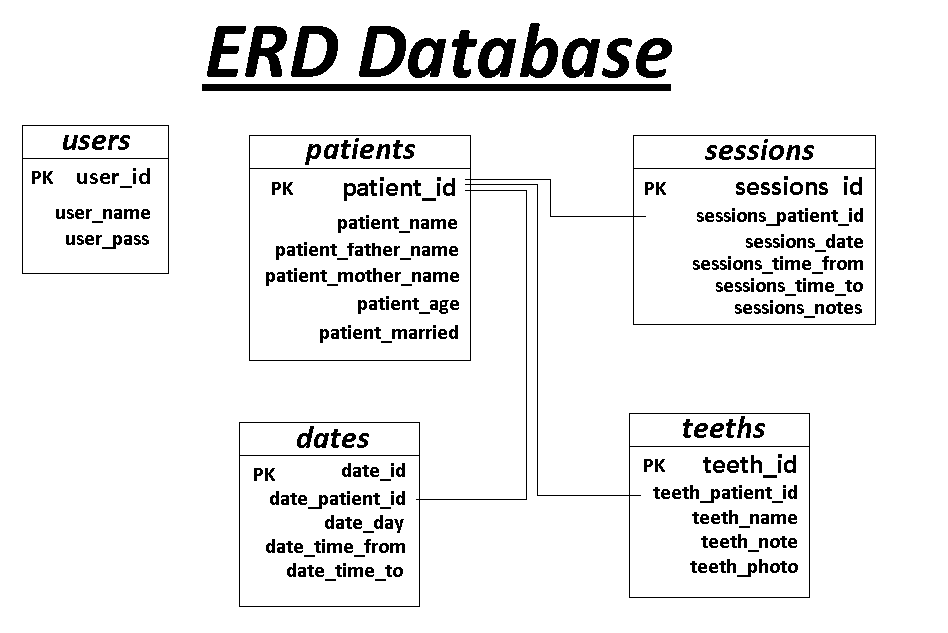 ERD Database
users
PK user_id
user_name
user_pass
patients
PK patient_id
patient_name
patient_father_name
patient_mother_name
patient_age
patient_married
sessions
PK sessions id
sessions_patient_id
sessions_date
sessions_time_from
sessions_time_to
sessions_notes
dates
PK date_id
date_patient_id
date_day
date_time_from
date_time_to
teeths
PK teeth_id
teeth_patient_id
teeth_name
teeth_note
teeth_photo